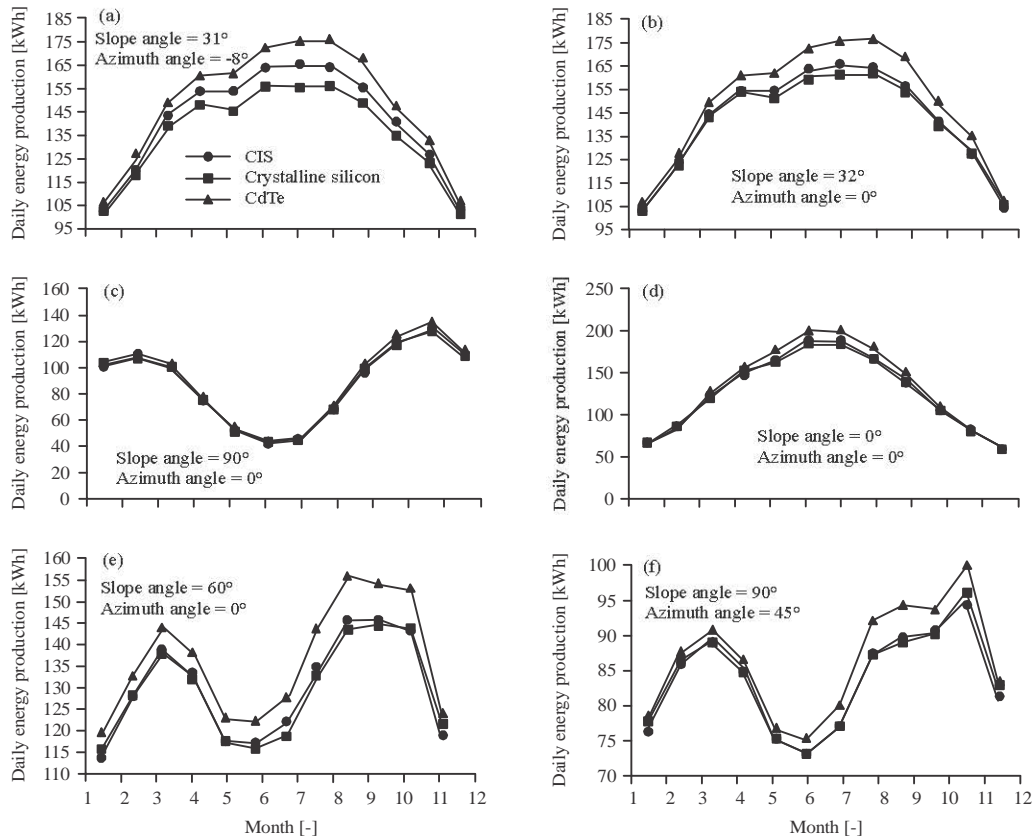 (a)
Slope angle = 31°
Azimuth angle = -8°
Daily energy production [kWh]
185
175
165
155
145
135
125
115
105
95
CIS
Crystalline silicon
CdTe
(b)
Slope angle = 32°
Azimuth angle = 0°
Daily energy production [kWh]
185
175
165
155
145
135
125
115
105
95
(c)
Slope angle = 90°
Azimuth angle = 0°
Daily energy production [kWh]
160
140
120
100
80
60
40
20
0
(d)
Slope angle = 0°
Azimuth angle = 0°
Daily energy production [kWh]
250
200
150
100
50
0
(e)
Slope angle = 60°
Azimuth angle = 0°
Daily energy production [kWh]
160
155
150
145
140
135
130
125
120
115
110
1 2 3 4 5 6 7 8 9 10 11 12
Month [-]
(f)
Slope angle = 90°
Azimuth angle = 45°
Daily energy production [kWh]
100
95
90
85
80
75
70
1 2 3 4 5 6 7 8 9 10 11 12
Month [-]